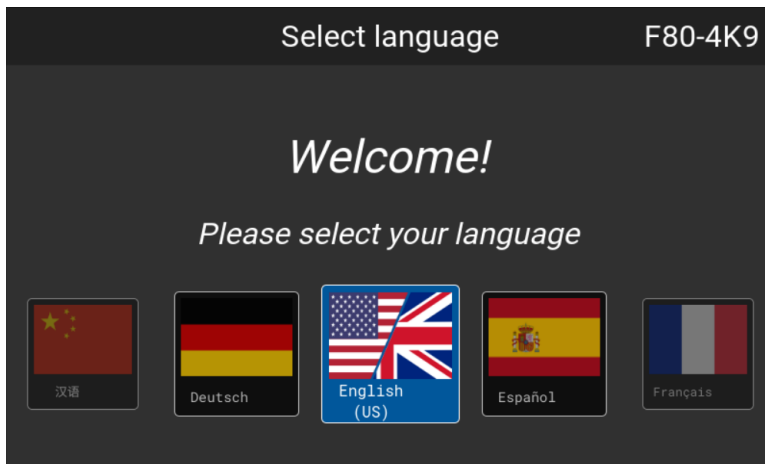 Select language
F80-4K9
Welcome!
Please select your language
汉语
Deutsch
English
(US)
Español
Français